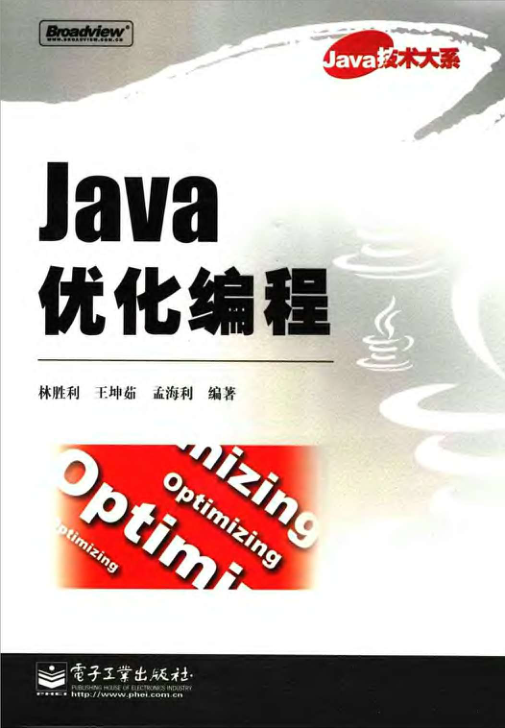 Broadview®
WWW.BROADVIEW.COM.CN
Java技术大系
Java
优化编程
林胜利 王坤茹 孟海利 编著
mizing
Optimizing
Optimi
ptimizing
電子工業出版社·
PUBLISHING HOUSE OF ELECTRONICS INDUSTRY
http://www.phei.com.cn